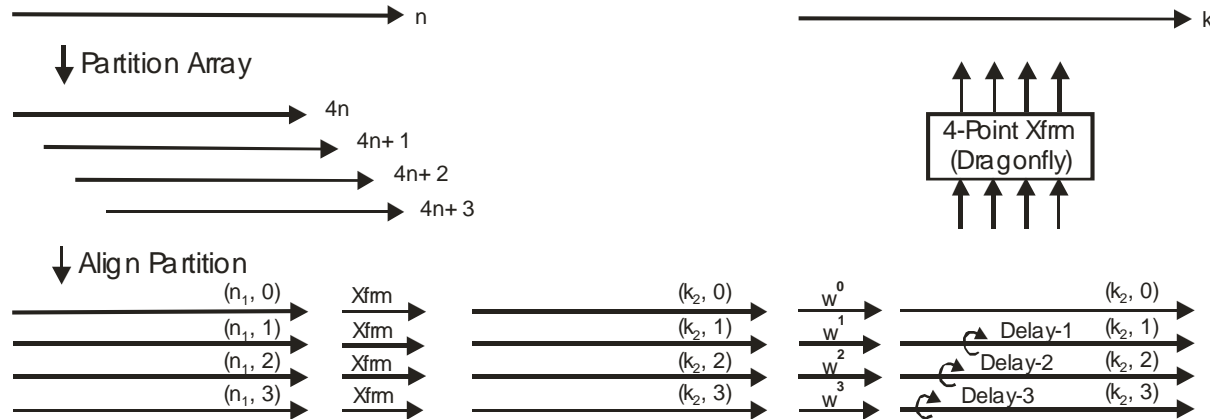 n
k
Partition Array
4n
4n+ 1
4n+ 2
4n+ 3
4-Point Xfrm
(Dragonfly)
Align Partition
(n₁, 0) Xfrm (k₂, 0) w⁰ (k₂, 0)
(n₁, 1) Xfrm (k₂, 1) w¹ Delay-1 (k₂, 1)
(n₁, 2) Xfrm (k₂, 2) w² Delay-2 (k₂, 2)
(n₁, 3) Xfrm (k₂, 3) w³ Delay-3 (k₂, 3)